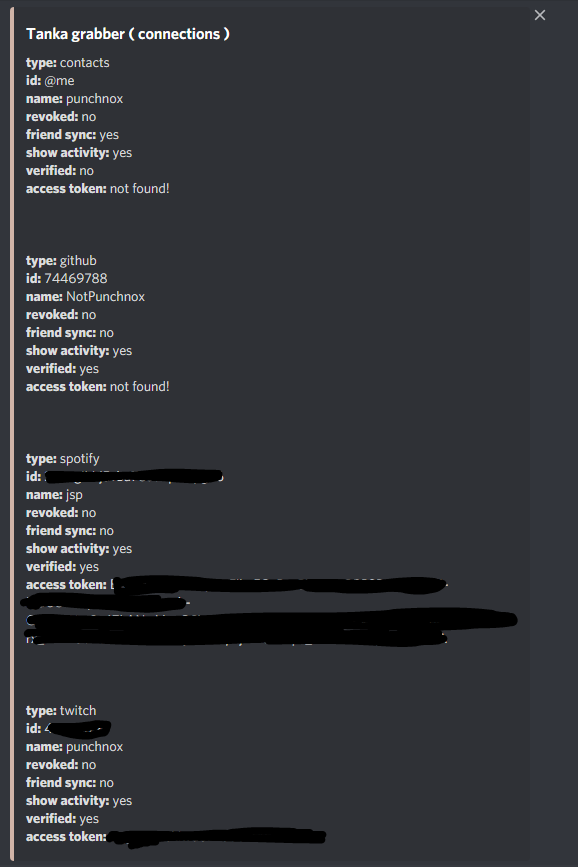 Tanka grabber ( connections )
type: contacts
id: @me
name: punchnox
revoked: no
friend sync: yes
show activity: yes
verified: no
access token: not found!
type: github
id: 74469788
name: NotPunchnox
revoked: no
friend sync: no
show activity: yes
verified: yes
access token: not found!
type: spotify
id:
name: jsp
revoked: no
friend sync: no
show activity: yes
verified: yes
access token:
type: twitch
id:
name: punchnox
revoked: no
friend sync: no
show activity: yes
verified: yes
access token: